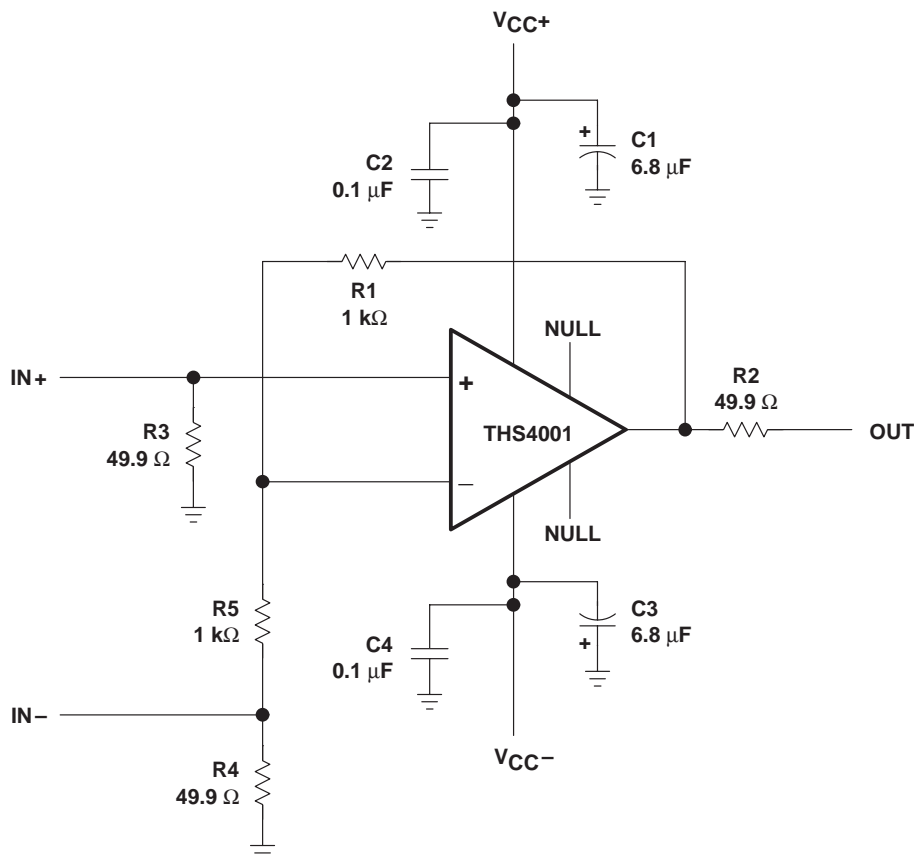 VCC+
C2
0.1 μF
+
C1
6.8 μF
R1
1 kΩ
NULL
IN+
+
R2
49.9 Ω
R3
49.9 Ω
THS4001
OUT
−
NULL
R5
1 kΩ
C4
0.1 μF
C3
6.8 μF
+
IN−
VCC−
R4
49.9 Ω